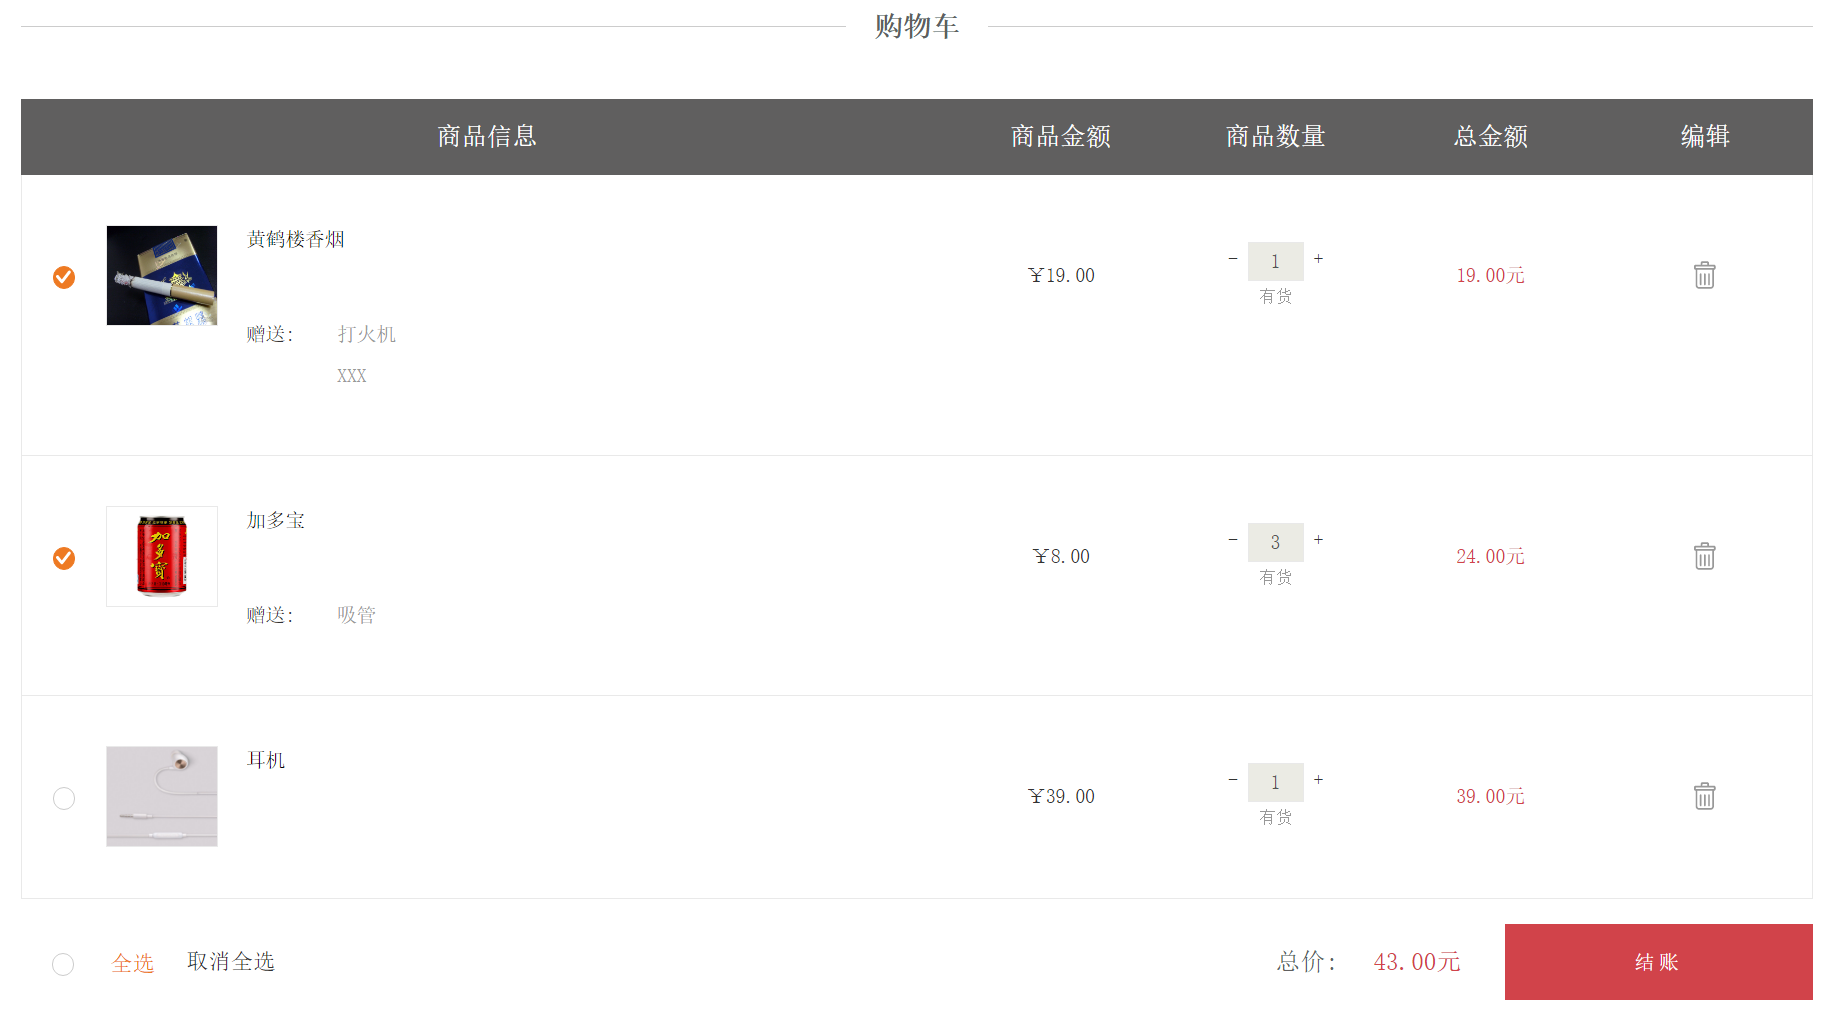 购物车
商品信息 商品金额 商品数量 总金额 编辑
黄鹤楼香烟
¥19.00 - 1 + 19.00元
有货
赠送: 打火机
XXX
加多宝
加多寶
¥8.00 - 3 + 24.00元
有货
赠送: 吸管
耳机
¥39.00 - 1 + 39.00元
有货
全选 取消全选 总价: 43.00元 结账